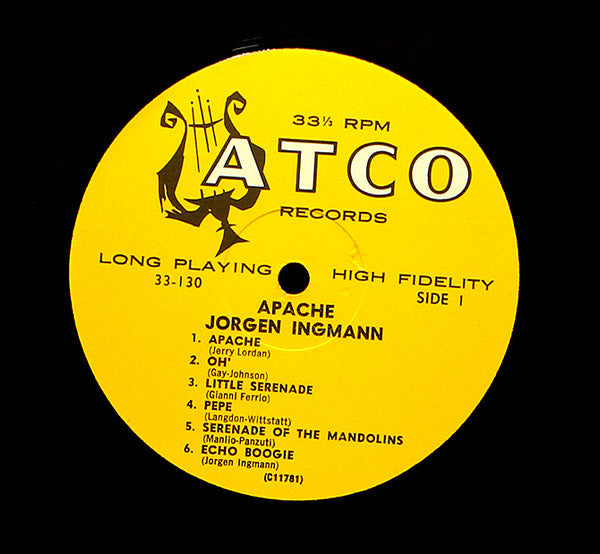 33⅓ RPM
ATCO
RECORDS
LONG PLAYING HIGH FIDELITY
33-130 SIDE 1
APACHE
JORGEN INGMANN
1. APACHE
(Jerry Lordan)
2. OH'
(Gay-Johnson)
3. LITTLE SERENADE
(Gianni Ferrio)
4. PEPE
(Langdon-Wittstatt)
5. SERENADE OF THE MANDOLINS
(Manlio-Panzuti)
6. ECHO BOOGIE
(Jorgen Ingmann)
(C11781)